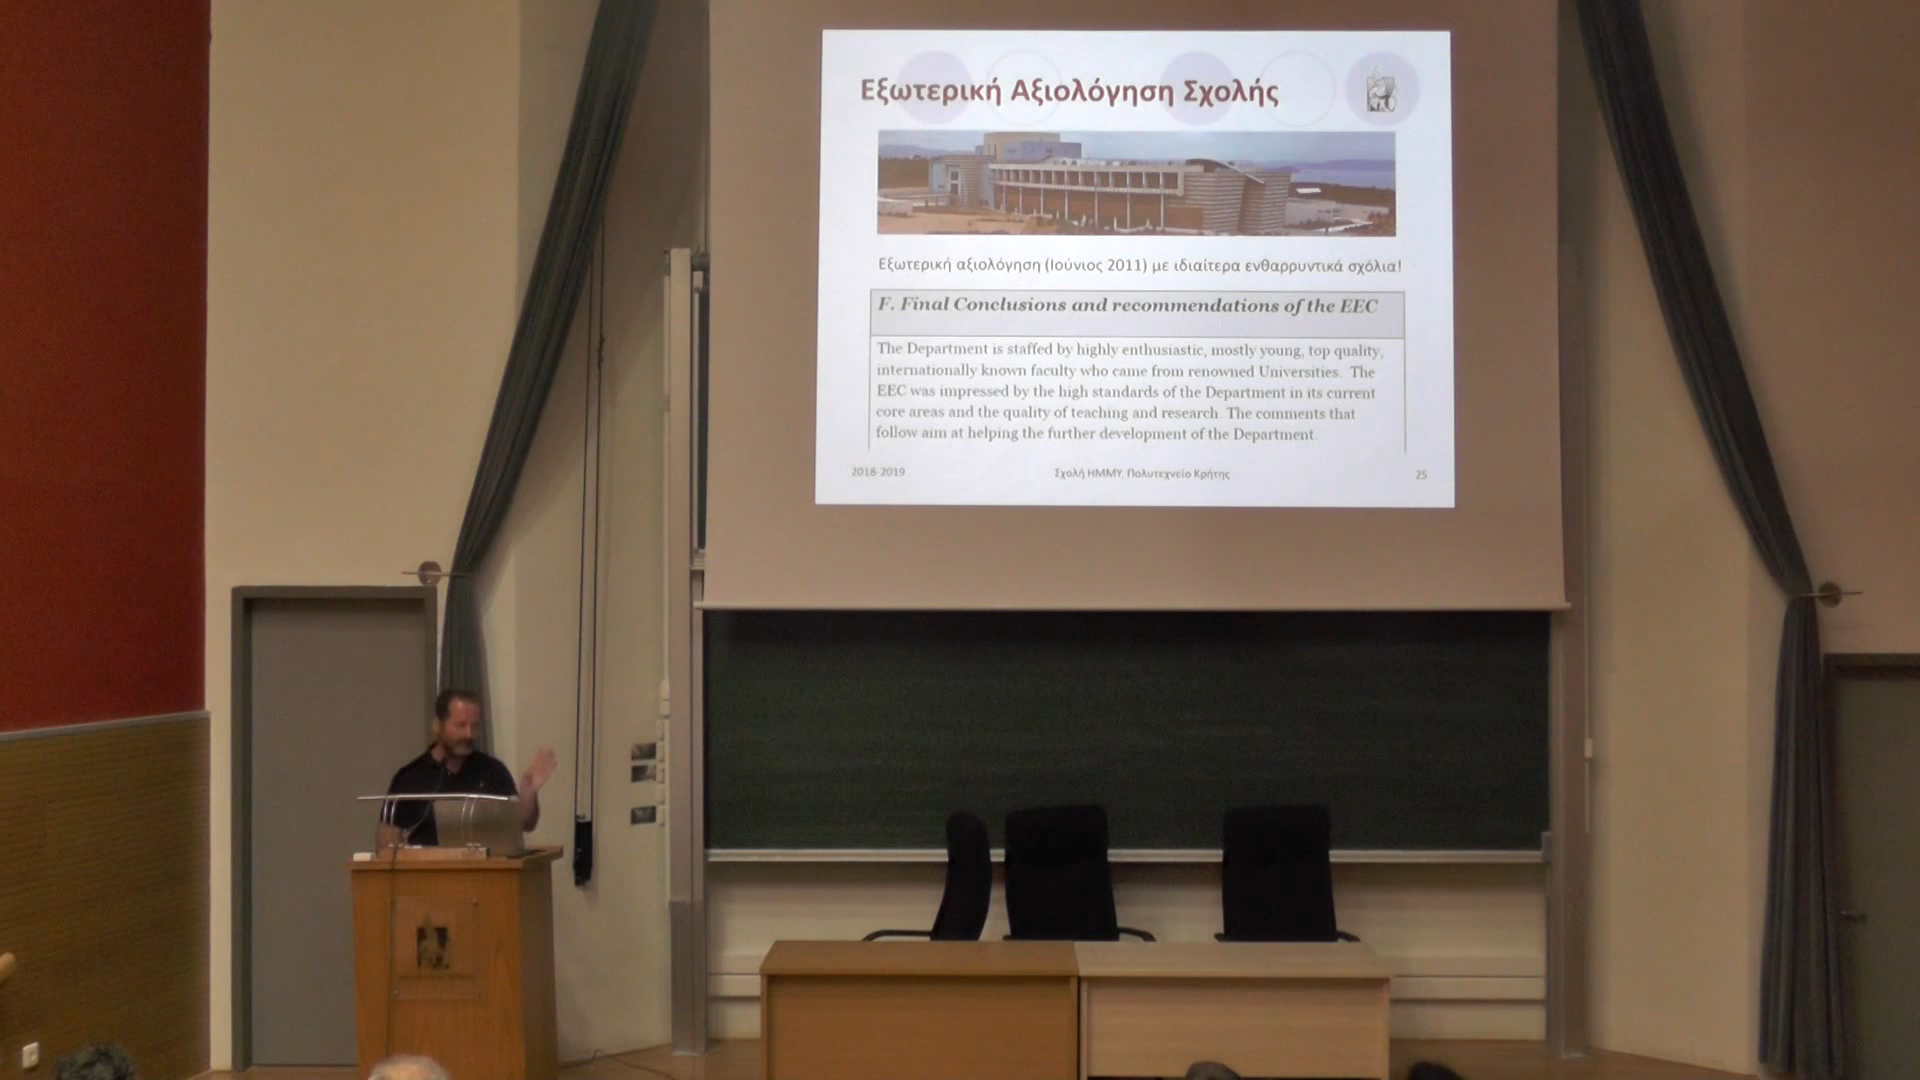 Εξωτερική Αξιολόγηση Σχολής
Εξωτερική αξιολόγηση (Ιούνιος 2011) με ιδιαίτερα ενθαρρυντικά σχόλια!
F. Final Conclusions and recommendations of the EEC
The Department is staffed by highly enthusiastic, mostly young, top quality,
internationally known faculty who came from renowned Universities. The
EEC was impressed by the high standards of the Department in its current
core areas and the quality of teaching and research. The comments that
follow aim at helping the further development of the Department.
2018-2019 Σχολή ΗΜΜΥ, Πολυτεχνείο Κρήτης 25